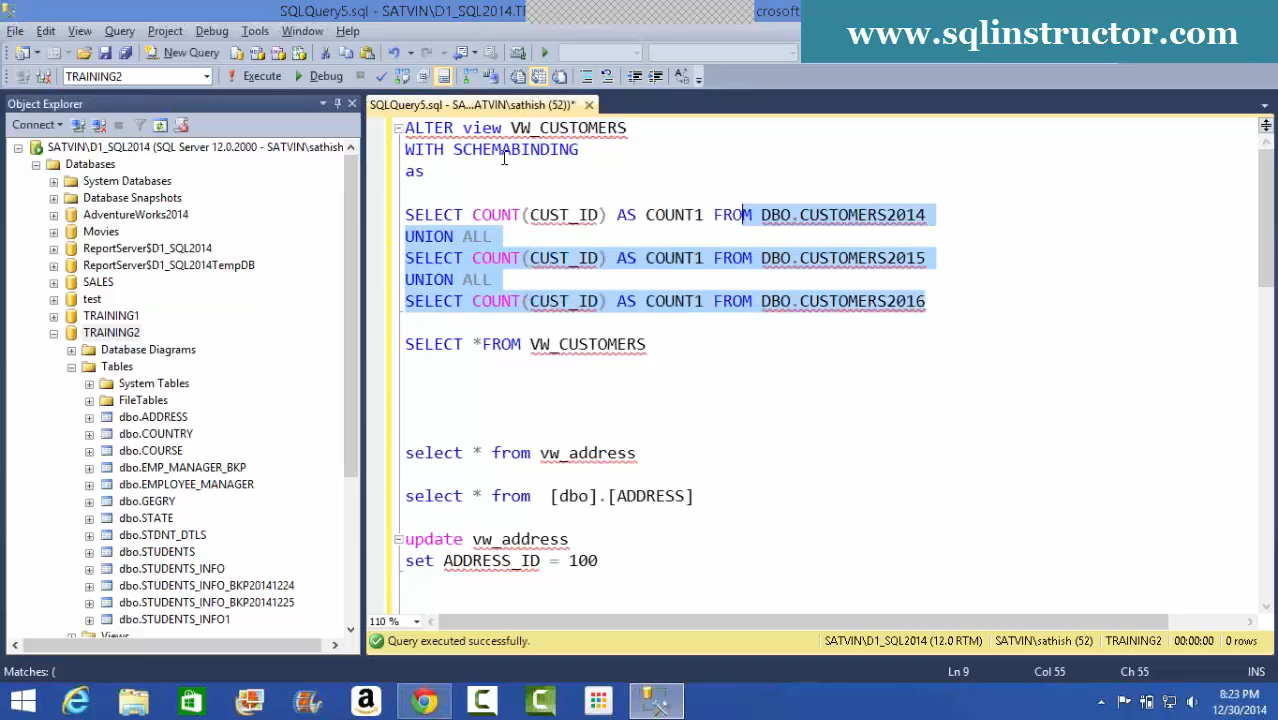 SQLQuery5.sql - SATVIN\D1_SQL2014.TR
crosoft
www.sqlinstructor.com
File Edit View Query Project Debug Tools Window Help
New Query
TRAINING2 Execute Debug
Object Explorer
SQLQuery5.sql - SA...ATVIN\sathish (52))*
Connect
SATVIN\D1_SQL2014 (SQL Server 12.0.2000 - SATVIN\sathish
Databases
System Databases
Database Snapshots
AdventureWorks2014
Movies
ReportServer$D1_SQL2014
ReportServer$D1_SQL2014TempDB
SALES
test
TRAINING1
TRAINING2
Database Diagrams
Tables
System Tables
FileTables
dbo.ADDRESS
dbo.COUNTRY
dbo.COURSE
dbo.EMP_MANAGER_BKP
dbo.EMPLOYEE_MANAGER
dbo.GEGRY
dbo.STATE
dbo.STDNT_DTLS
dbo.STUDENTS
dbo.STUDENTS_INFO
dbo.STUDENTS_INFO_BKP20141224
dbo.STUDENTS_INFO_BKP20141225
dbo.STUDENTS_INFO1
Views
ALTER view VW_CUSTOMERS
WITH SCHEMABINDING
as
SELECT COUNT(CUST_ID) AS COUNT1 FROM DBO.CUSTOMERS2014
UNION ALL
SELECT COUNT(CUST_ID) AS COUNT1 FROM DBO.CUSTOMERS2015
UNION ALL
SELECT COUNT(CUST_ID) AS COUNT1 FROM DBO.CUSTOMERS2016
SELECT *FROM VW_CUSTOMERS
select * from vw_address
select * from [dbo].[ADDRESS]
update vw_address
set ADDRESS_ID = 100
110 %
Query executed successfully.
SATVIN\D1_SQL2014 (12.0 RTM) SATVIN\sathish (52) TRAINING2 00:00:00 0 rows
Matches: ( Ln 9 Col 55 Ch 55 INS
8:23 PM
12/30/2014